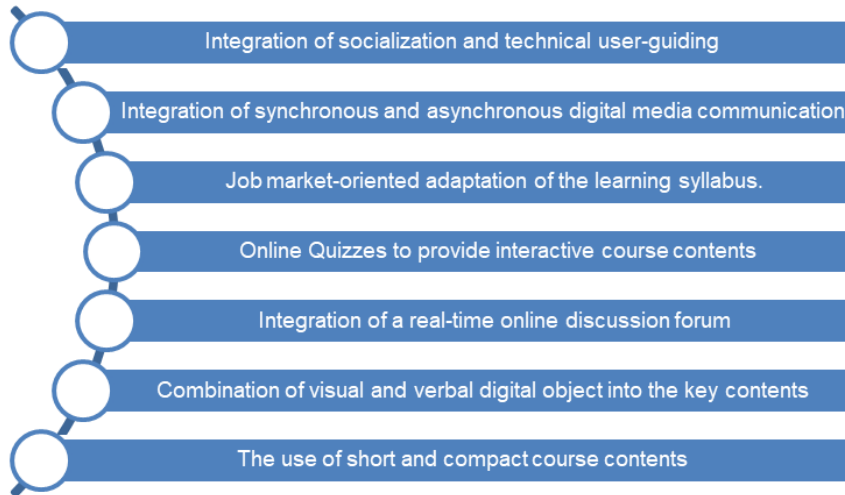 Integration of socialization and technical user-guiding
Integration of synchronous and asynchronous digital media communication
Job market-oriented adaptation of the learning syllabus.
Online Quizzes to provide interactive course contents
Integration of a real-time online discussion forum
Combination of visual and verbal digital object into the key contents
The use of short and compact course contents